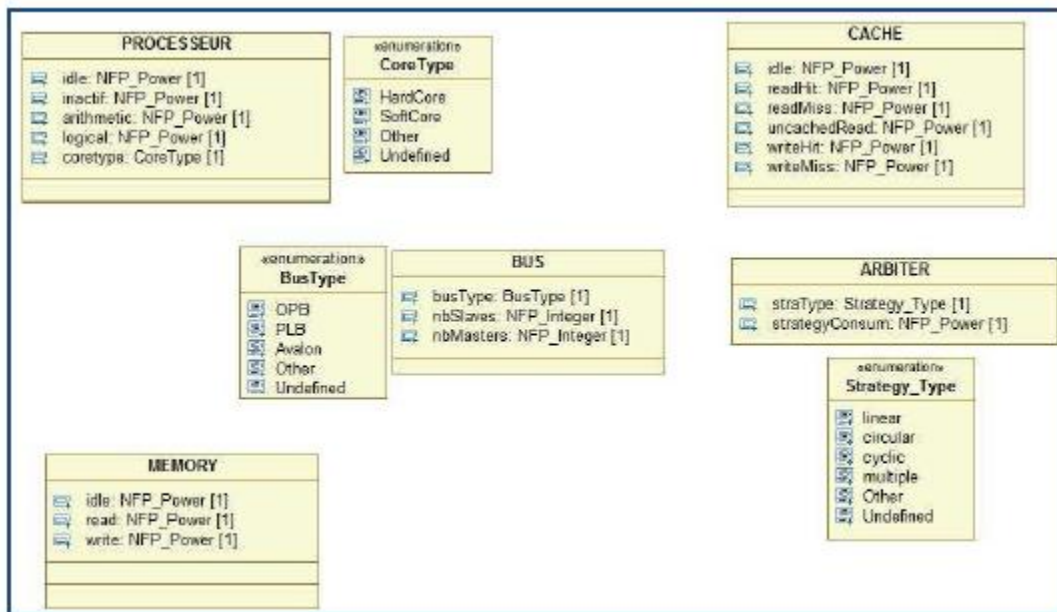 PROCESSEUR
idle: NFP_Power [1]
inactif: NFP_Power [1]
arithmetic: NFP_Power [1]
logical: NFP_Power [1]
coretype: CoreType [1]
«enumeration»
CoreType
HardCore
SoftCore
Other
Undefined
CACHE
idle: NFP_Power [1]
readHit: NFP_Power [1]
readMiss: NFP_Power [1]
uncachedRead: NFP_Power [1]
writeHit: NFP_Power [1]
writeMiss: NFP_Power [1]
«enumeration»
BusType
OPB
PLB
Avalon
Other
Undefined
BUS
busType: BusType [1]
nbSlaves: NFP_Integer [1]
nbMasters: NFP_Integer [1]
ARBITER
straType: Strategy_Type [1]
strategyConsum: NFP_Power [1]
«enumeration»
Strategy_Type
linear
circular
cyclic
multiple
Other
Undefined
MEMORY
idle: NFP_Power [1]
read: NFP_Power [1]
write: NFP_Power [1]